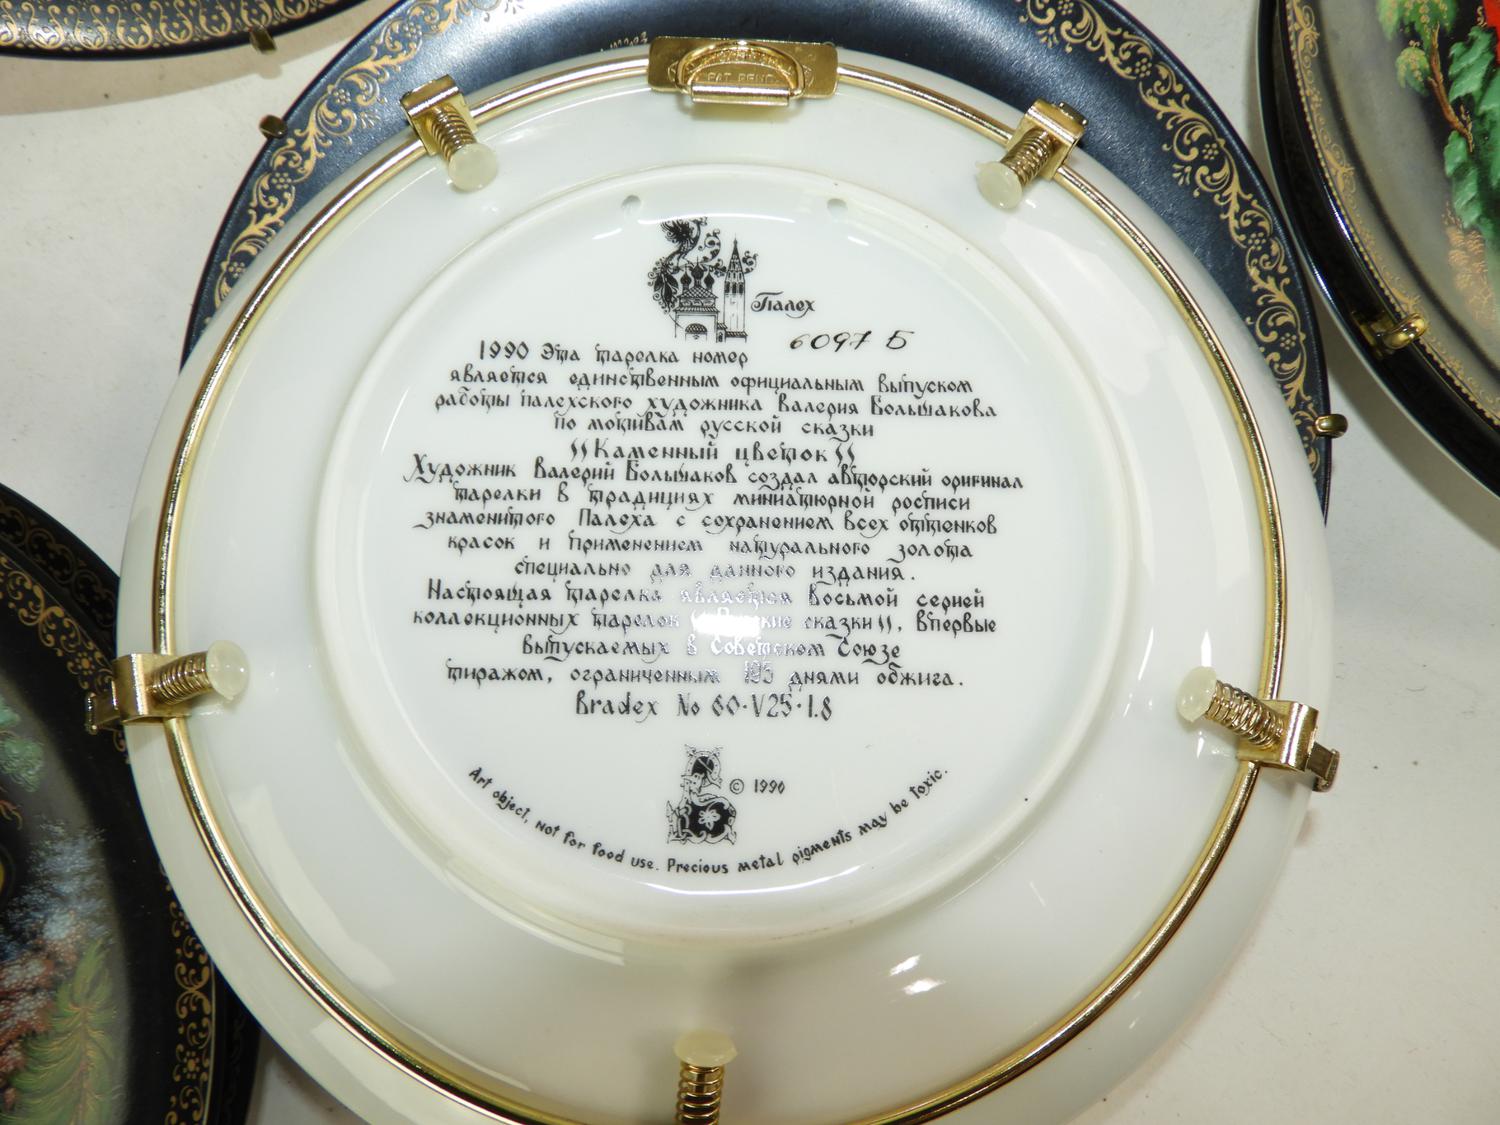 PAT. PEND.
Палех
6097 Б
1990 Эта тарелка номер
является единственным официальным выпуском
работы палехского художника Валерия Большакова
по мотивам русской сказки
"Каменный цветок"
Художник Валерий Большаков создал авторский оригинал
тарелки в традициях миниатюрной росписи
знаменитого Палеха с сохранением всех оттенков
красок и применением натурального золота
специально для данного издания.
Настоящая тарелка является восьмой серией
коллекционных тарелок "Русские сказки", впервые
выпускаемых в Советском Союзе
тиражом, ограниченным 195 днями обжига.
Bradex No 60·V25·1.8
© 1990
Art object, not for food use. Precious metal pigments may be toxic.